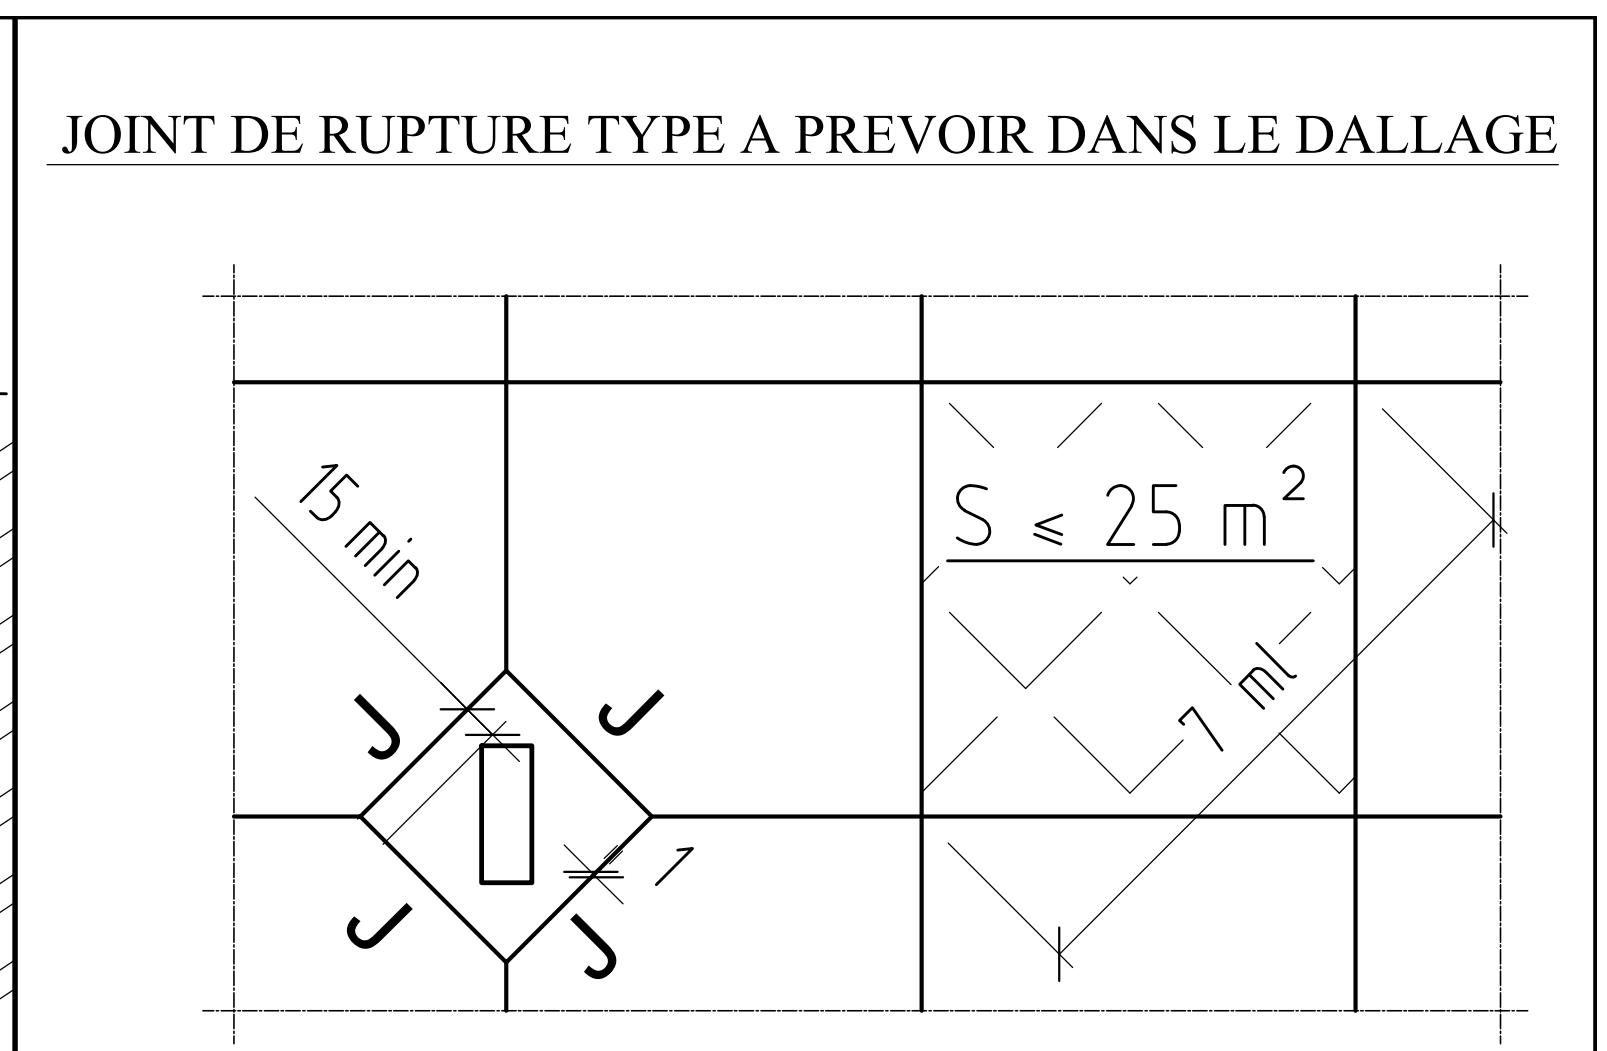 JOINT DE RUPTURE TYPE A PREVOIR DANS LE DALLAGE
15 min
S ≤ 25 m²
7 ml
J
J
1
J
J